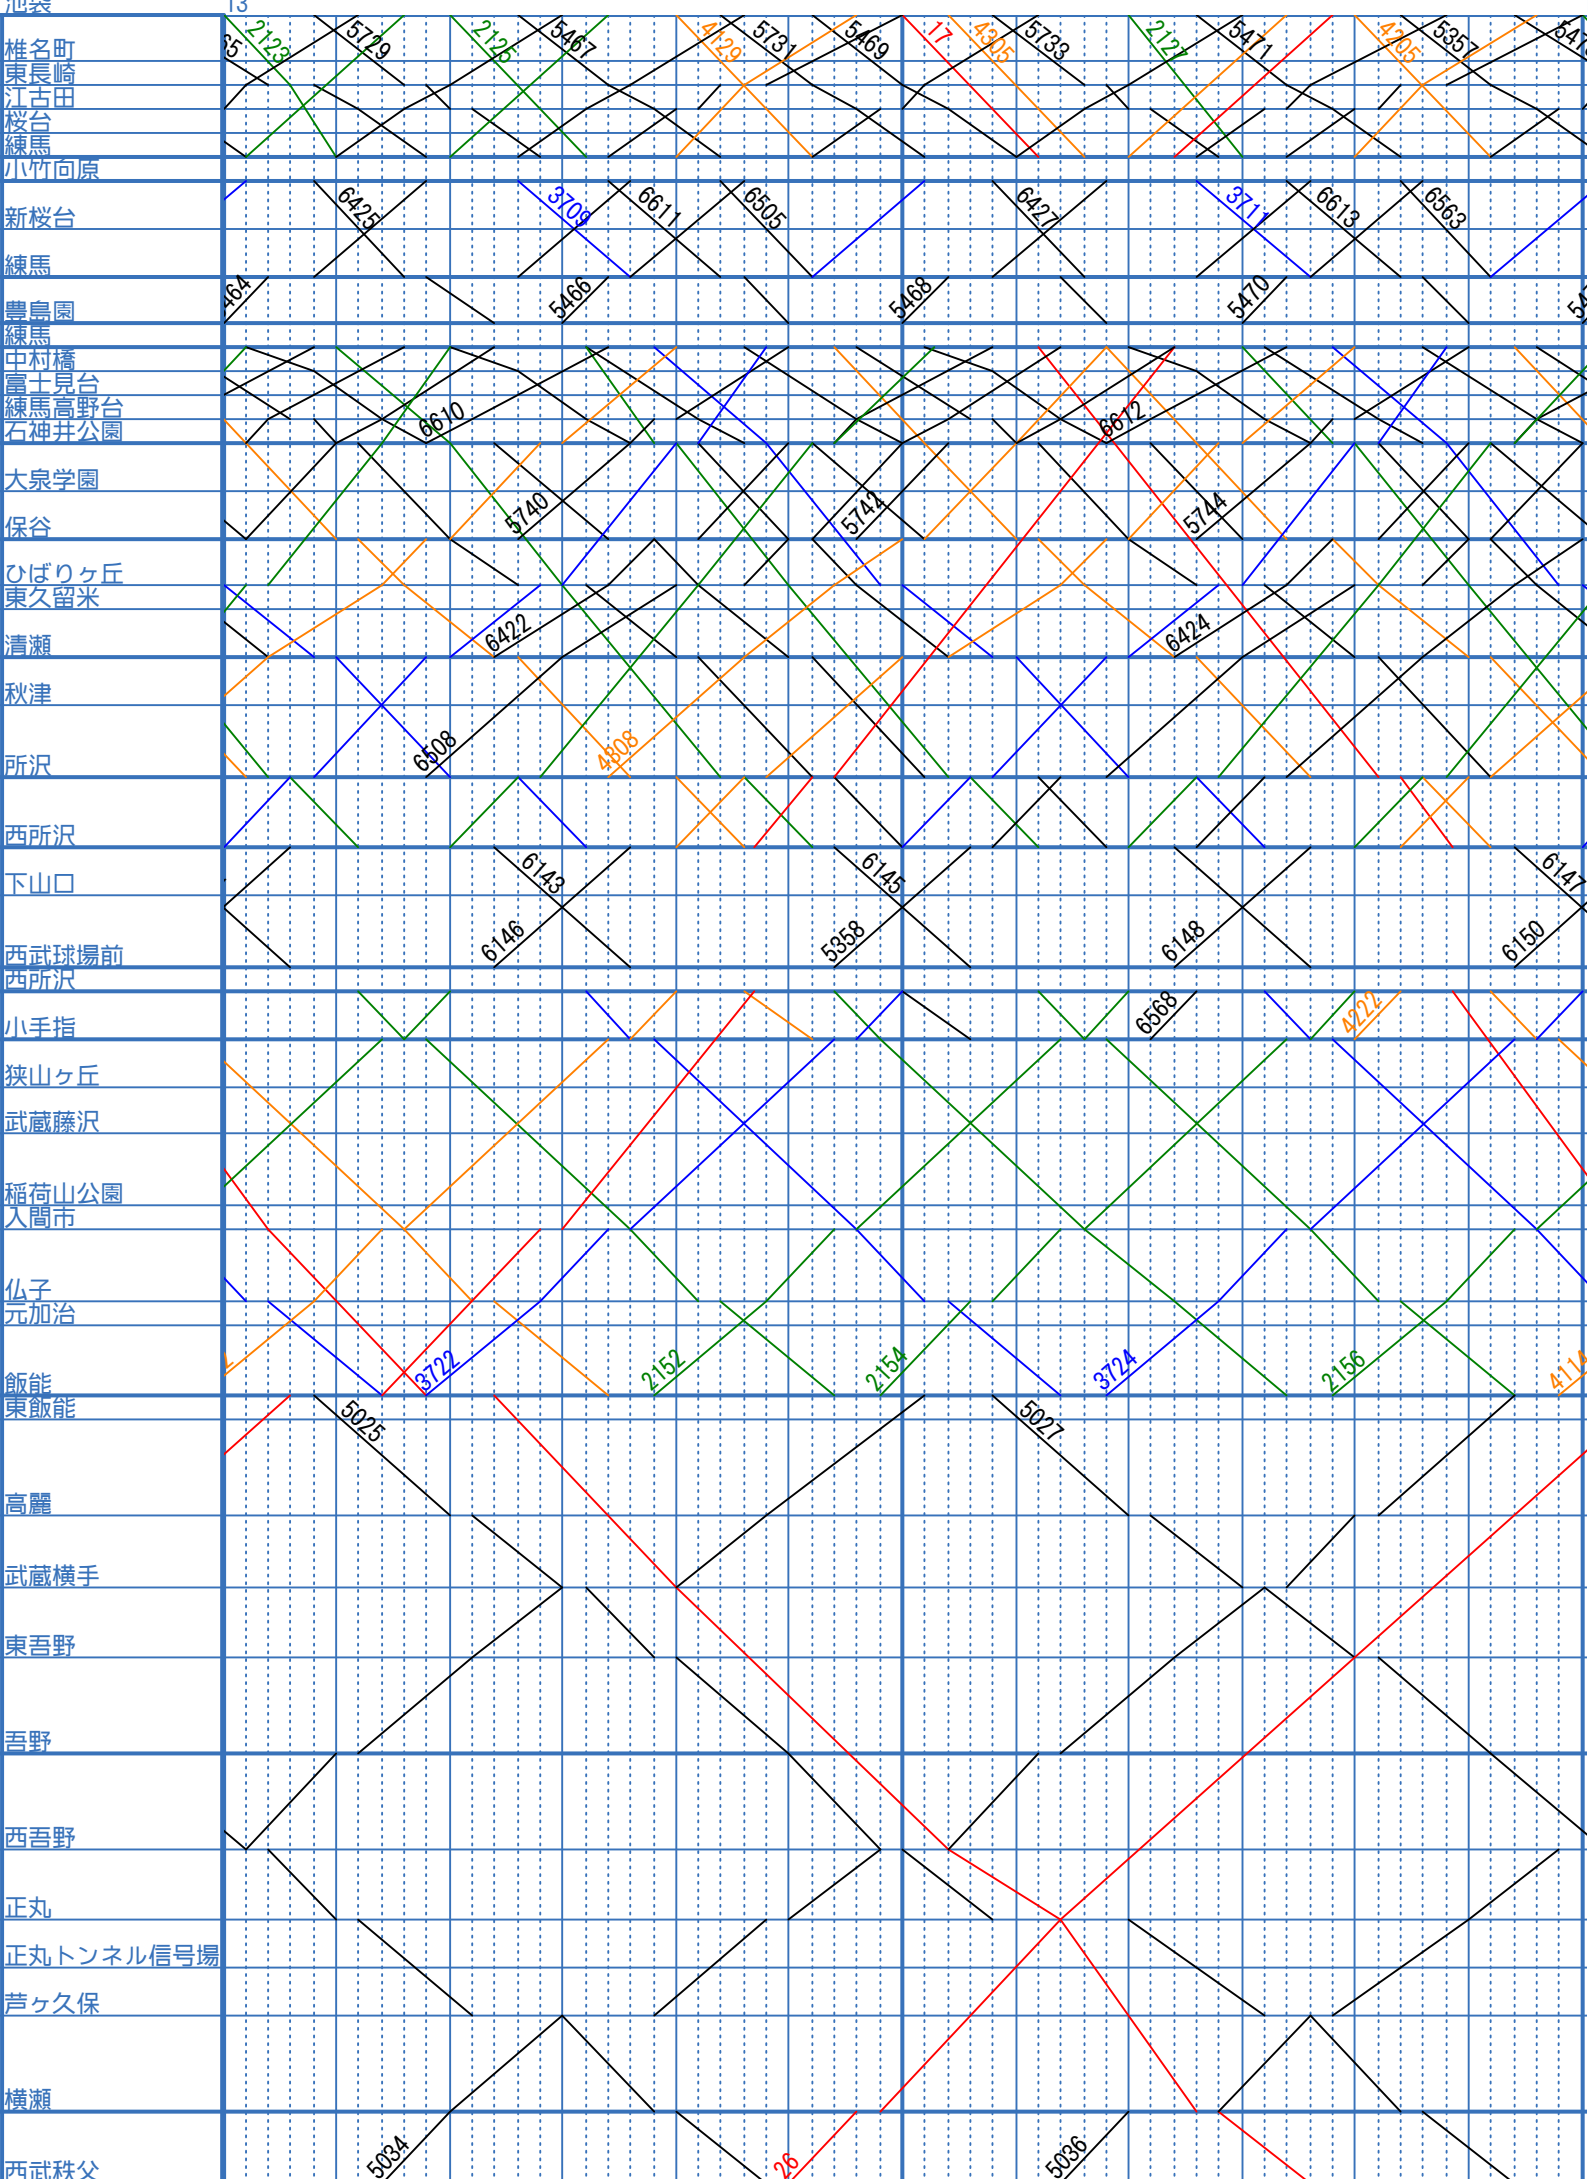 池袋
13
椎名町
東長崎
江古田
桜台
練馬
小竹向原
新桜台
練馬
豊島園
練馬
中村橋
富士見台
練馬高野台
石神井公園
大泉学園
保谷
ひばりヶ丘
東久留米
清瀬
秋津
所沢
西所沢
下山口
西武球場前
西所沢
小手指
狭山ヶ丘
武蔵藤沢
稲荷山公園
入間市
仏子
元加治
飯能
東飯能
高麗
武蔵横手
東吾野
吾野
西吾野
正丸
正丸トンネル信号場
芦ヶ久保
横瀬
西武秩父
2123 5729 2125 5467 4129 5731 5469 17 4305 5733 2127 5471 4205 5357
6425 3709 6611 6505 6427 3711 6613 6563
5466 5468 5470
6610 6612
5740 5742 5744
6422 6424
6508 4808
6143 6145 6147
6146 5358 6148 6150
6568 4222
3722 2152 2154 3724 2156 4114
5025 5027
5034 26 5036